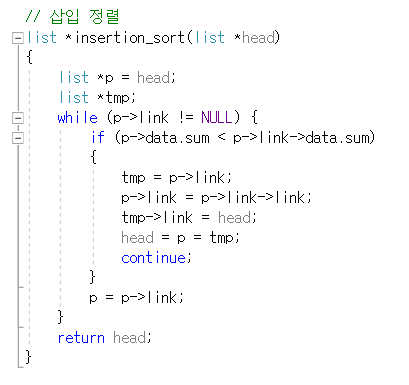 // 삽입 정렬
list *insertion_sort(list *head)
{
list *p = head;
list *tmp;
while (p->link != NULL) {
if (p->data.sum < p->link->data.sum)
{
tmp = p->link;
p->link = p->link->link;
tmp->link = head;
head = p = tmp;
continue;
}
p = p->link;
}
return head;
}